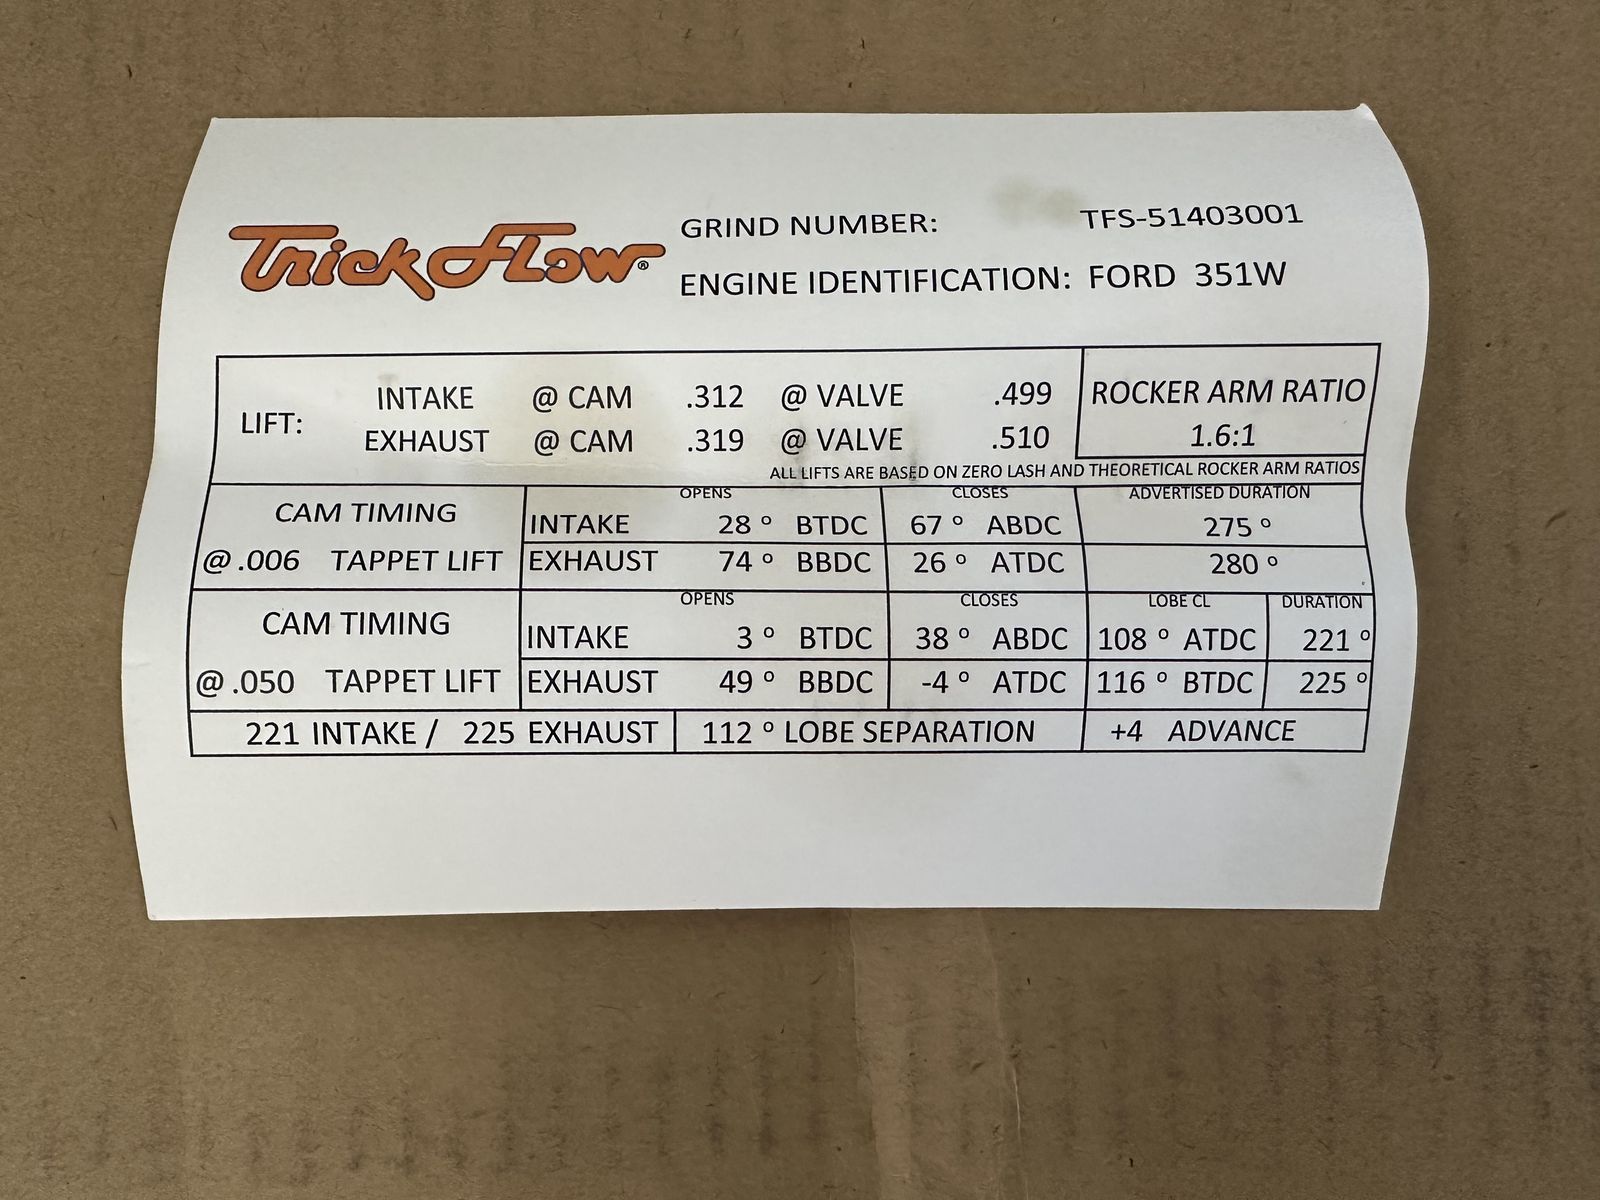 Trick Flow®
GRIND NUMBER: TFS-51403001
ENGINE IDENTIFICATION: FORD 351W
LIFT:
INTAKE @ CAM .312 @ VALVE .499
EXHAUST @ CAM .319 @ VALVE .510
ROCKER ARM RATIO
1.6:1
ALL LIFTS ARE BASED ON ZERO LASH AND THEORETICAL ROCKER ARM RATIOS
CAM TIMING
@ .006 TAPPET LIFT
OPENS CLOSES ADVERTISED DURATION
INTAKE 28 º BTDC 67 º ABDC 275 º
EXHAUST 74 º BBDC 26 º ATDC 280 º
CAM TIMING
@ .050 TAPPET LIFT
OPENS CLOSES LOBE CL DURATION
INTAKE 3 º BTDC 38 º ABDC 108 º ATDC 221 º
EXHAUST 49 º BBDC -4 º ATDC 116 º BTDC 225 º
221 INTAKE / 225 EXHAUST 112 º LOBE SEPARATION +4 ADVANCE